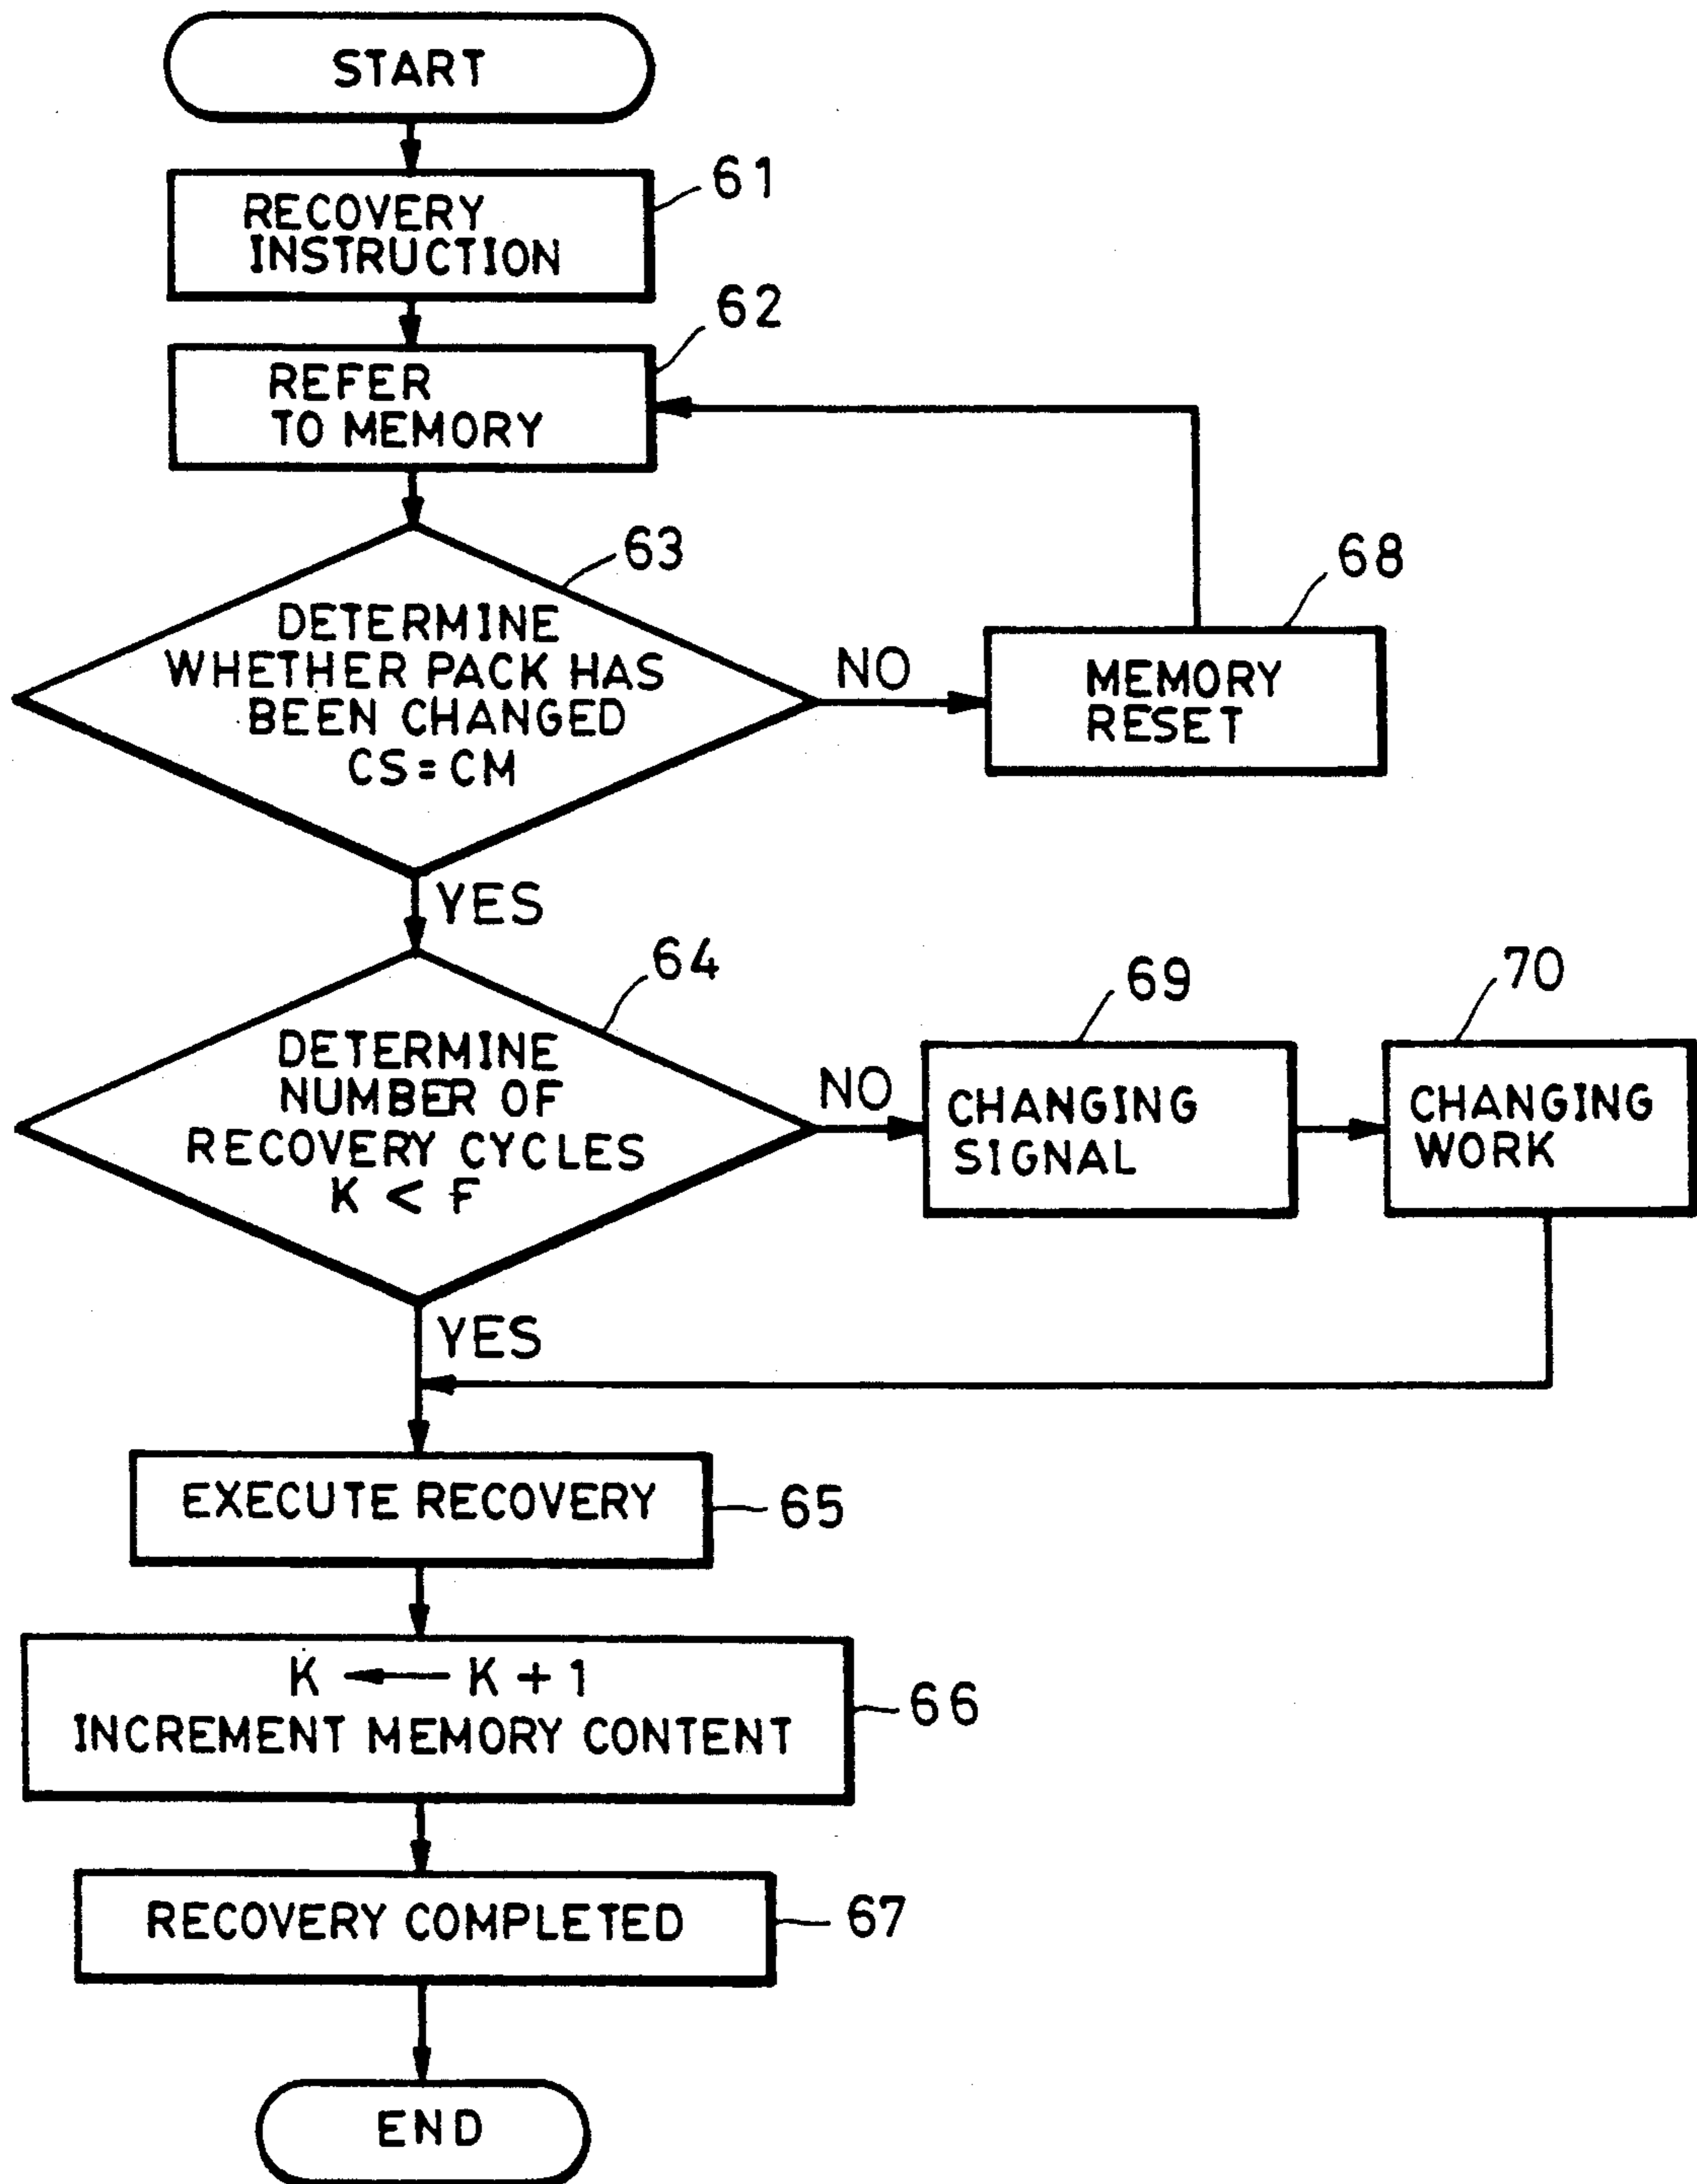 START
61
RECOVERY
INSTRUCTION
62
REFER
TO MEMORY
63
DETERMINE
WHETHER PACK HAS
BEEN CHANGED
CS=CM
NO
68
MEMORY
RESET
YES
64
DETERMINE
NUMBER OF
RECOVERY CYCLES
K < F
NO
69
CHANGING
SIGNAL
70
CHANGING
WORK
YES
EXECUTE RECOVERY
65
K ← K + 1
INCREMENT MEMORY CONTENT
66
RECOVERY COMPLETED
67
END